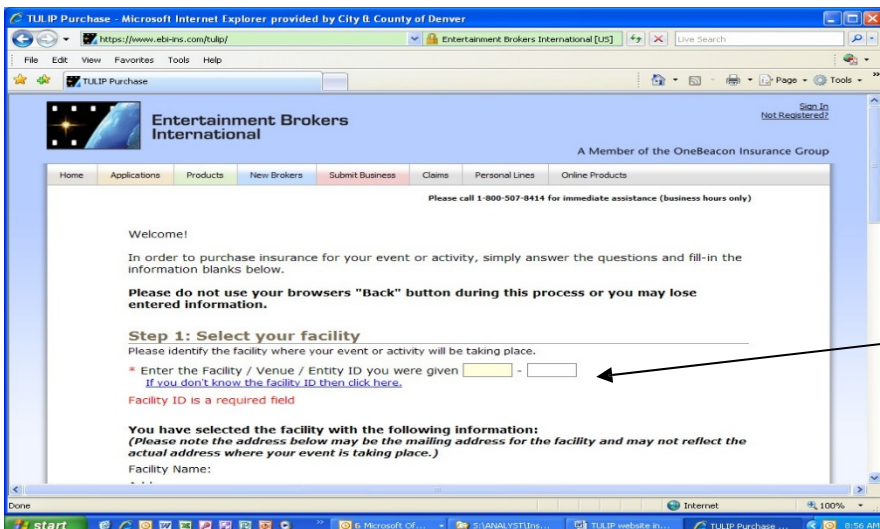 TULIP Purchase - Microsoft Internet Explorer provided by City & County of Denver
https://www.ebi-ins.com/tulip/
Entertainment Brokers International [US]
Live Search
File Edit View Favorites Tools Help
TULIP Purchase
Page Tools
Sign In
Not Registered?
Entertainment Brokers
International
A Member of the OneBeacon Insurance Group
Home Applications Products New Brokers Submit Business Claims Personal Lines Online Products
Please call 1-800-507-8414 for immediate assistance (business hours only)
Welcome!
In order to purchase insurance for your event or activity, simply answer the questions and fill-in the
information blanks below.
Please do not use your browsers "Back" button during this process or you may lose
entered information.
Step 1: Select your facility
Please identify the facility where your event or activity will be taking place.
* Enter the Facility / Venue / Entity ID you were given -
If you don't know the facility ID then click here.
Facility ID is a required field
You have selected the facility with the following information:
(Please note the address below may be the mailing address for the facility and may not reflect the
actual address where your event is taking place.)
Facility Name:
Done Internet 100%
start 6 Microsoft Of... S:\ANALYST\Ins... TULIP website in... TULIP Purchase ... 8:56 AM